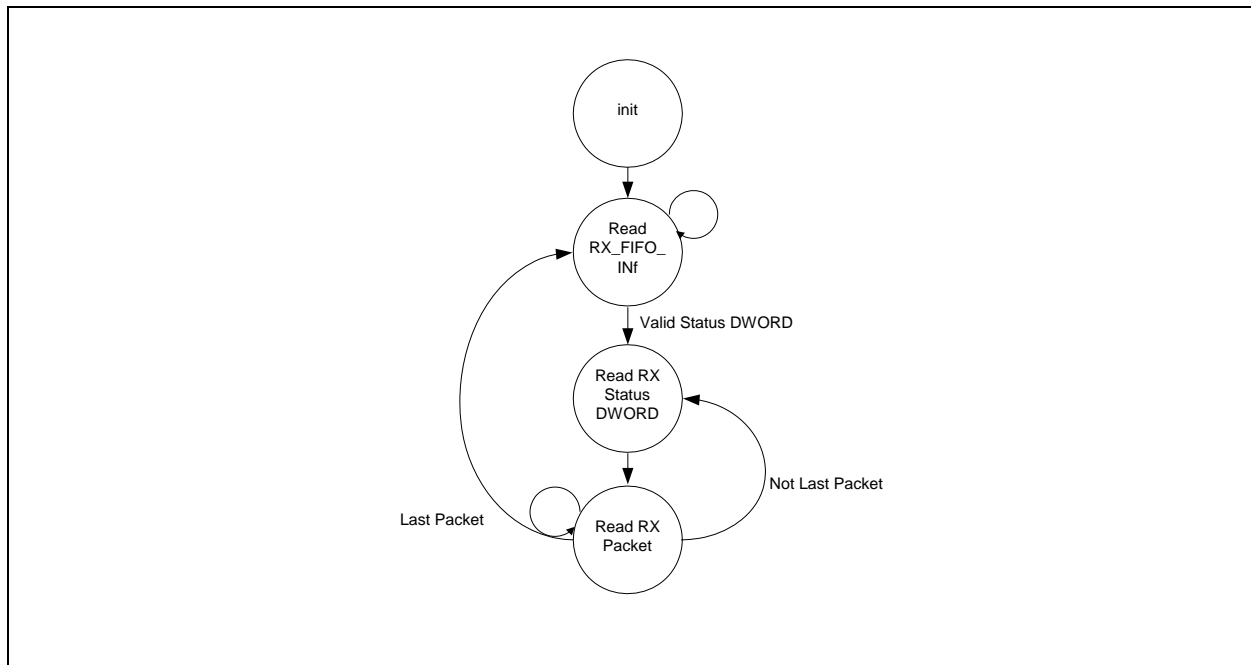 init
Read
RX_FIFO_
INf
Valid Status DWORD
Read RX
Status
DWORD
Not Last Packet
Last Packet
Read RX
Packet